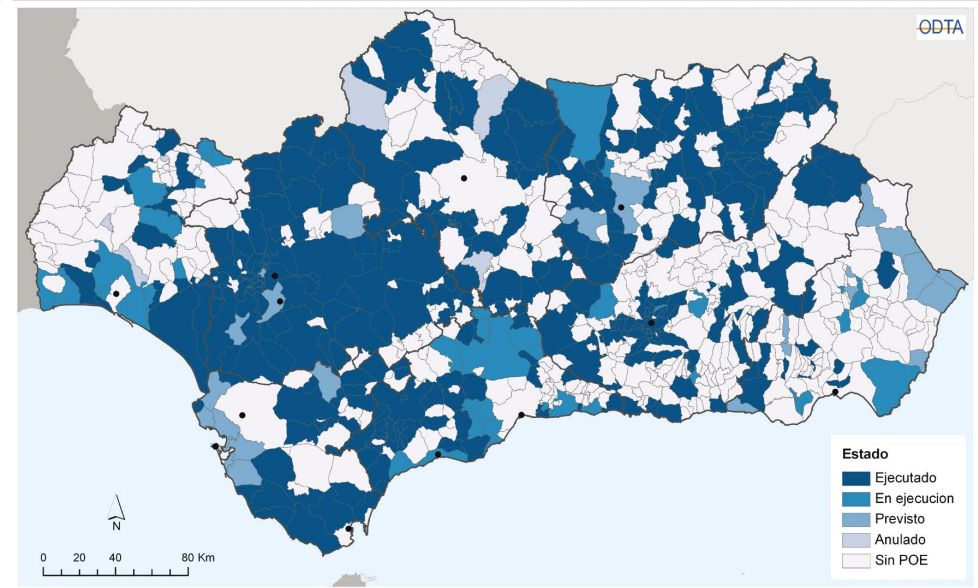 ODTA
Estado
Ejecutado
En ejecucion
Previsto
Anulado
Sin POE
N
0 20 40 80 Km